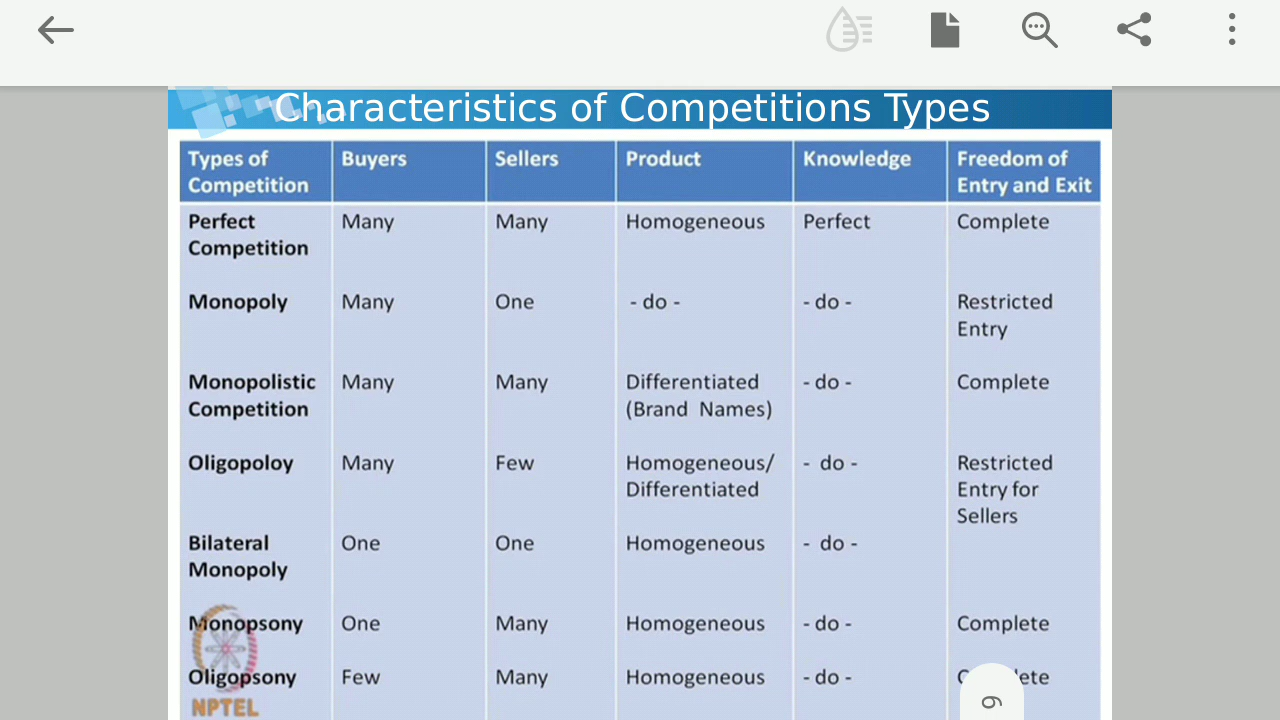 Characteristics of Competitions Types
Types of Competition Buyers Sellers Product Knowledge Freedom of Entry and Exit
Perfect Competition Many Many Homogeneous Perfect Complete
Monopoly Many One - do - - do - Restricted Entry
Monopolistic Competition Many Many Differentiated (Brand Names) - do - Complete
Oligopoloy Many Few Homogeneous/ Differentiated - do - Restricted Entry for Sellers
Bilateral Monopoly One One Homogeneous - do -
Monopsony One Many Homogeneous - do - Complete
Oligopsony Few Many Homogeneous - do -
NPTEL